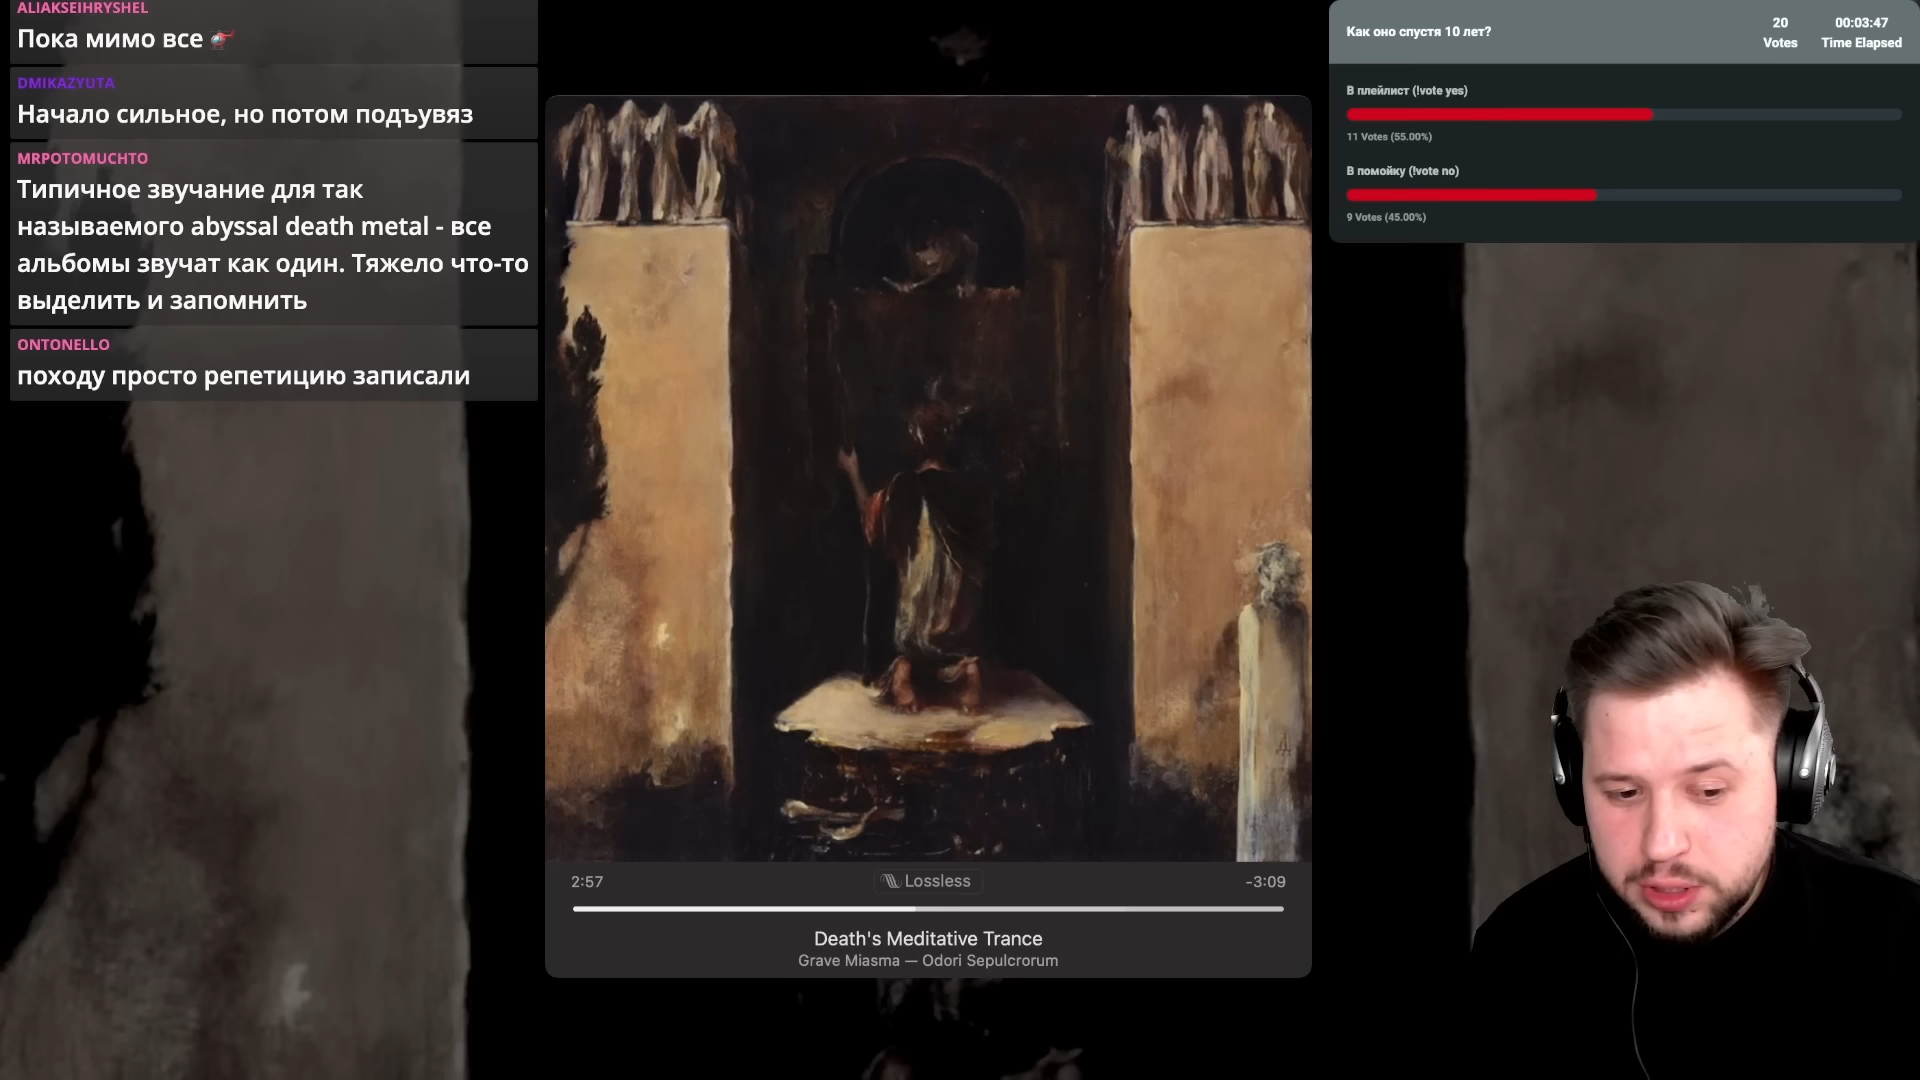 ALIAKSEIHRYSHEL
Пока мимо все
DMIKAZYUTA
Начало сильное, но потом подъувяз
MRPOTOMUCHTO
Типичное звучание для так
называемого abyssal death metal - все
альбомы звучат как один. Тяжело что-то
выделить и запомнить
ONTONELLO
походу просто репетицию записали
2:57
Lossless
-3:09
Death's Meditative Trance
Grave Miasma — Odori Sepulcrorum
Как оно спустя 10 лет?
20
Votes
00:03:47
Time Elapsed
В плейлист (!vote yes)
11 Votes (55.00%)
В помойку (!vote no)
9 Votes (45.00%)